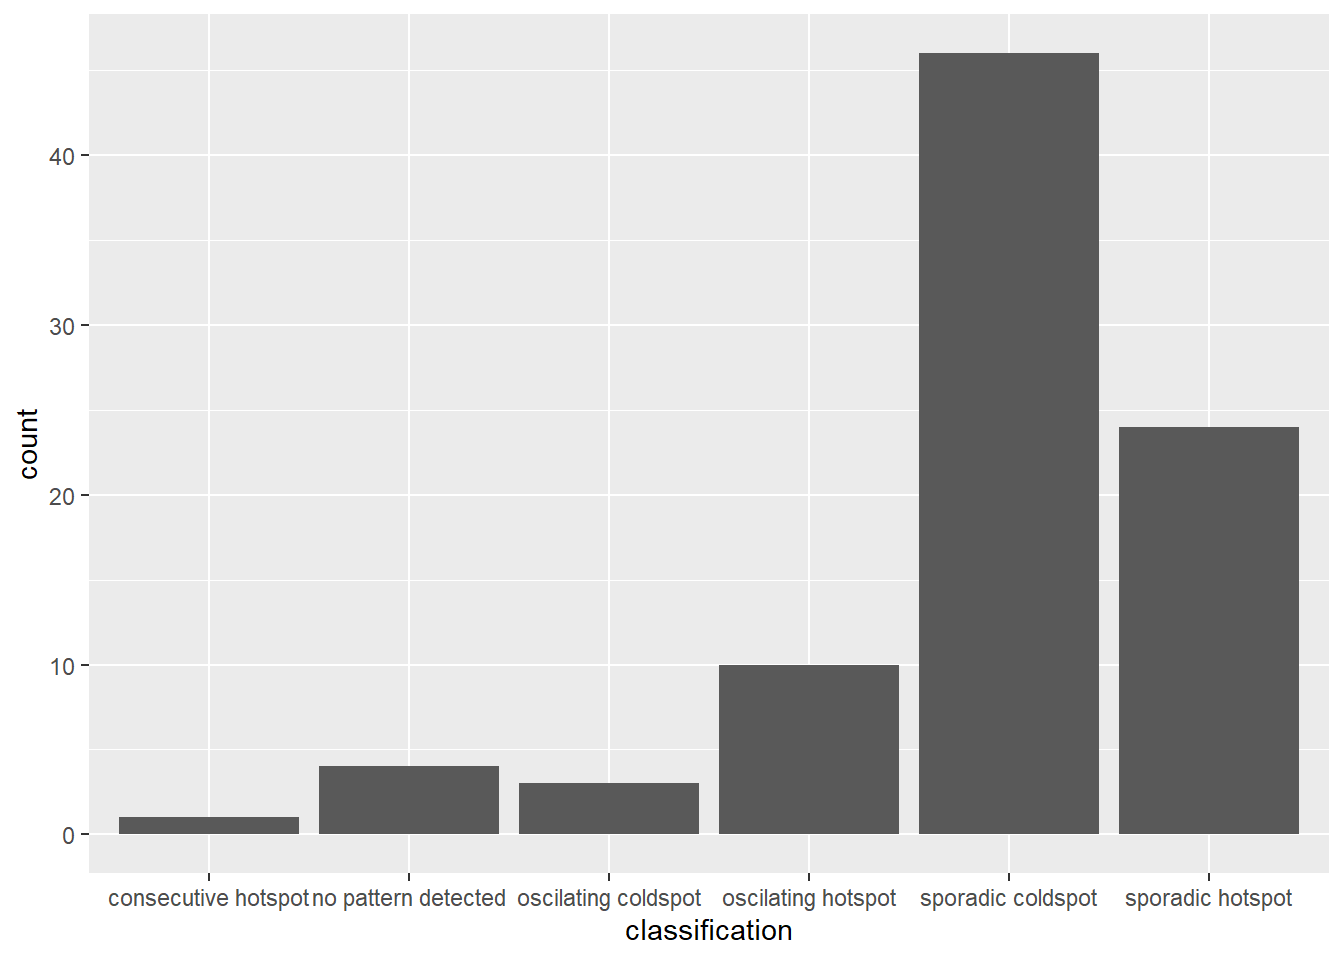 count
40
30
20
10
0
consecutive hotspot no pattern detected oscilating coldspot oscilating hotspot sporadic coldspot sporadic hotspot
classification